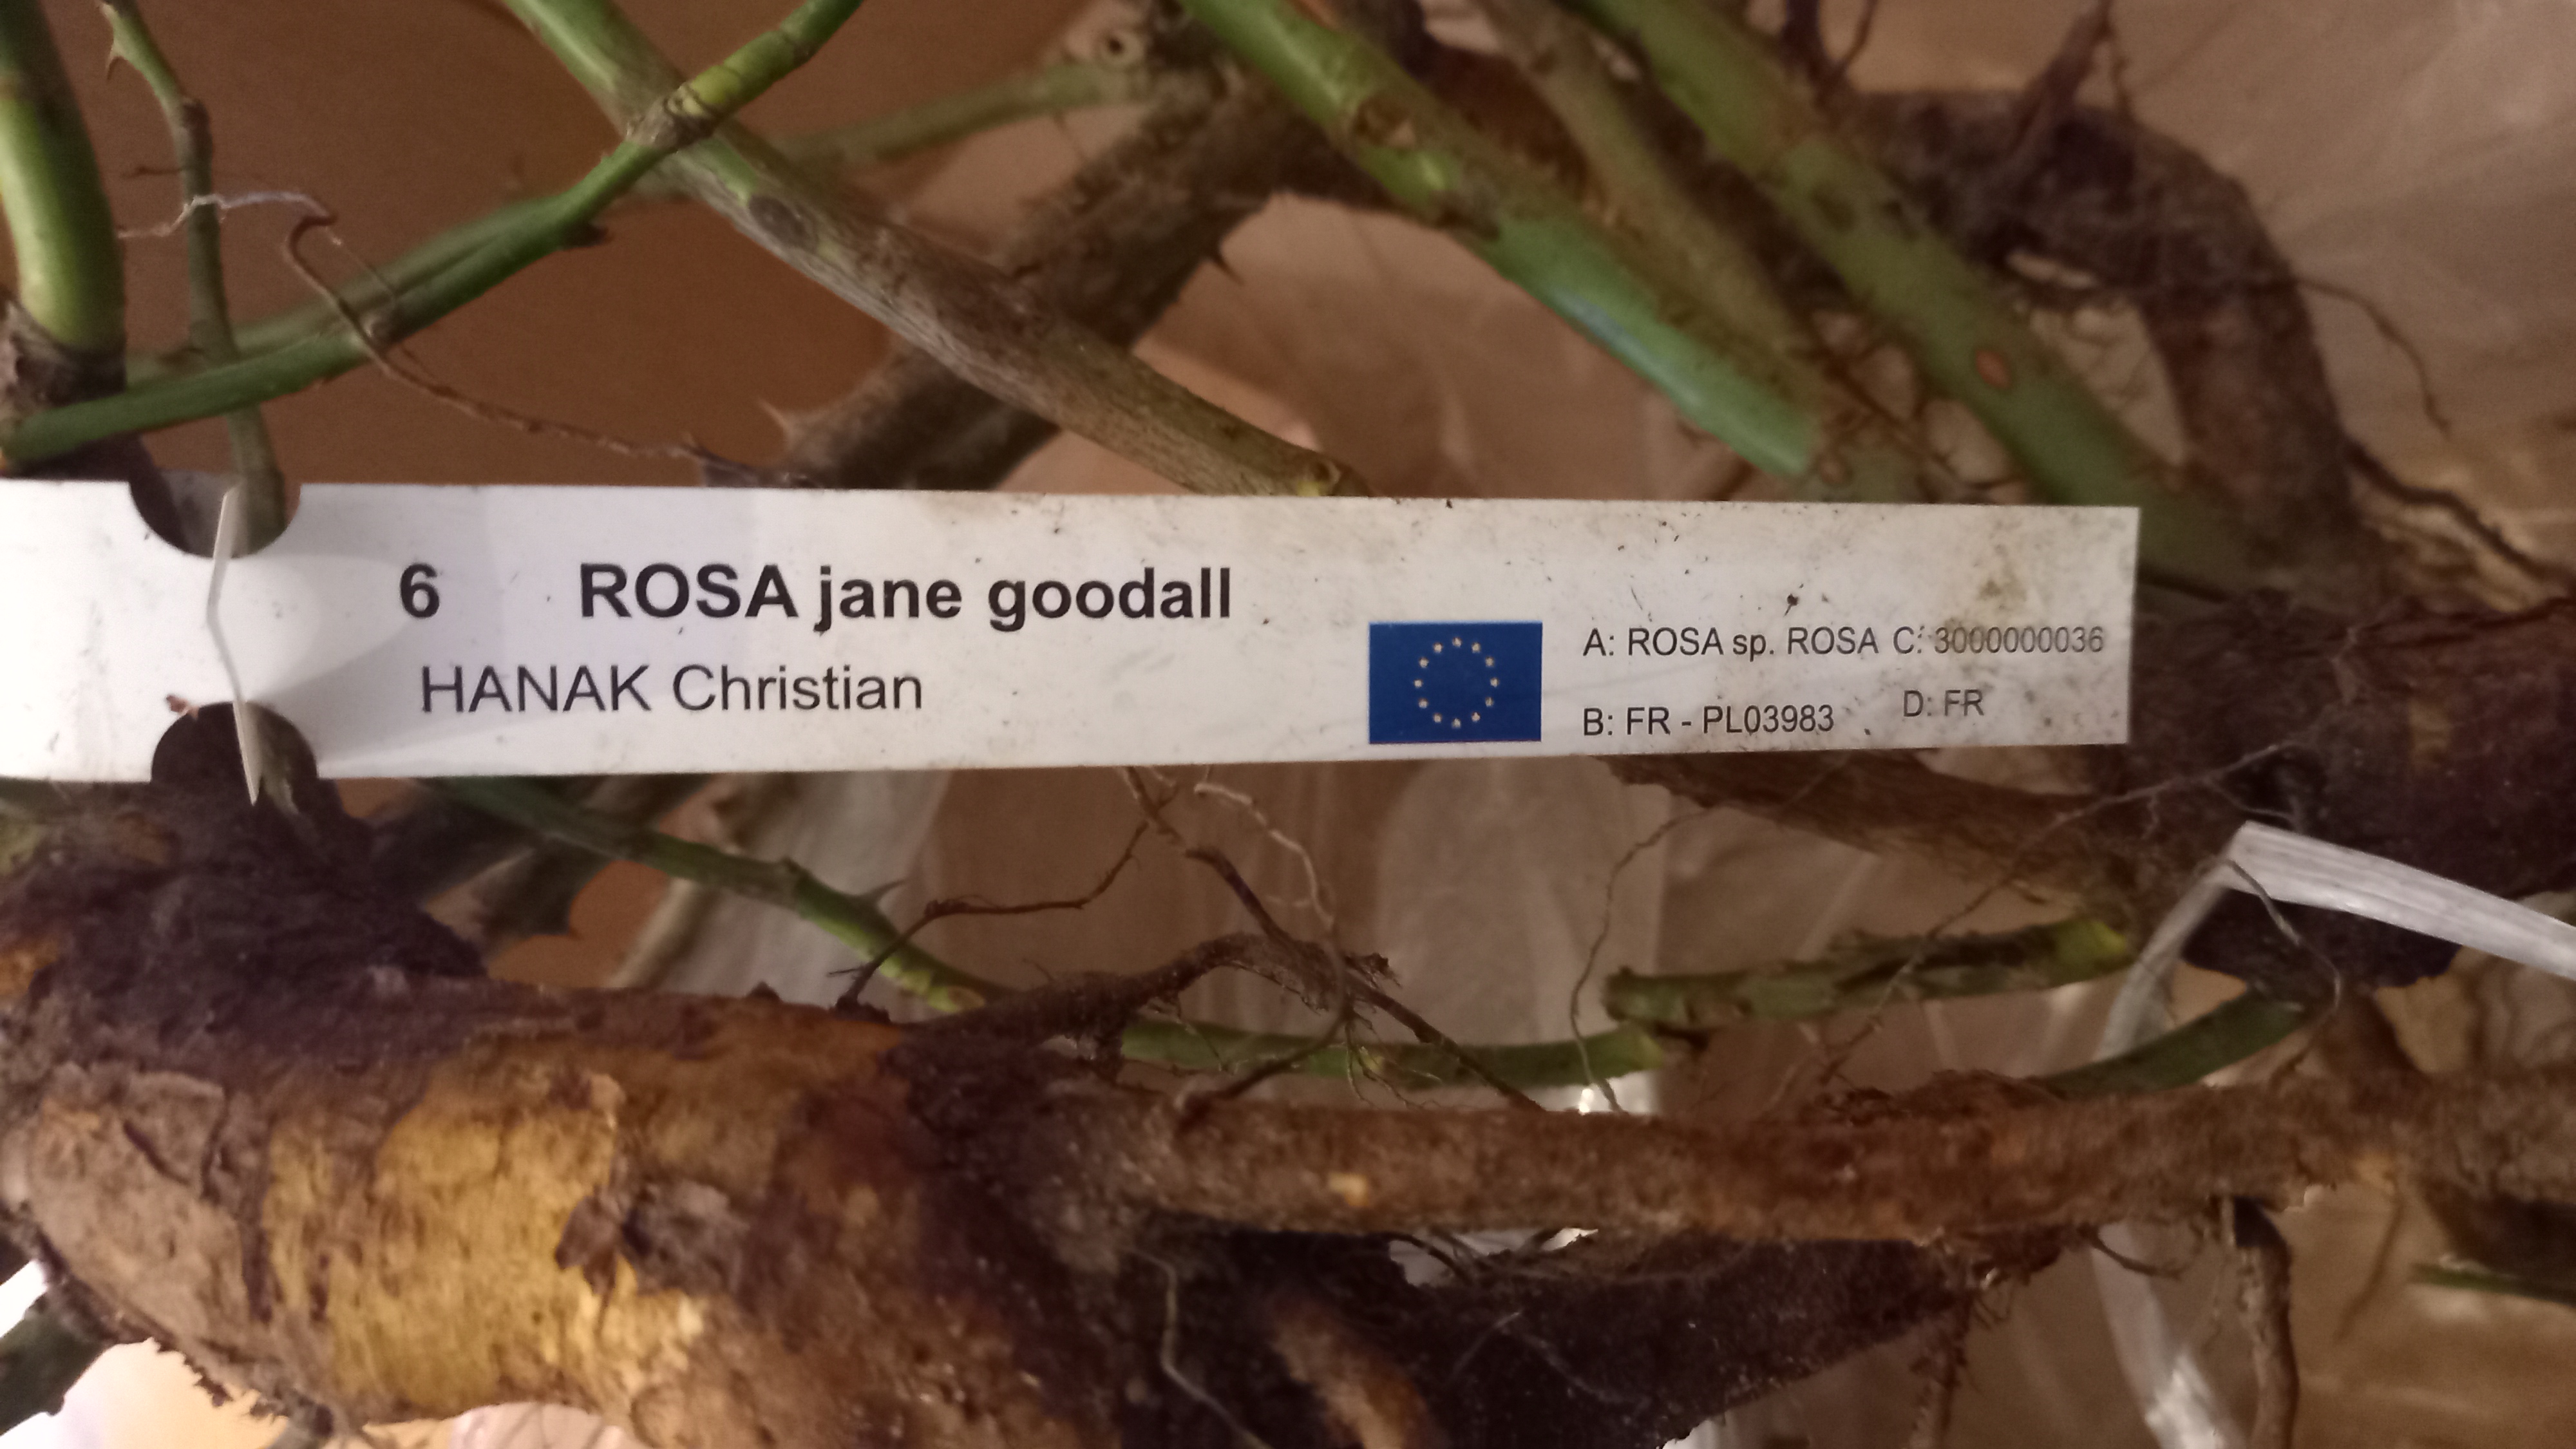 6 ROSA jane goodall
HANAK Christian
A: ROSA sp. ROSA C: 3000000036
B: FR - PL03983 D: FR